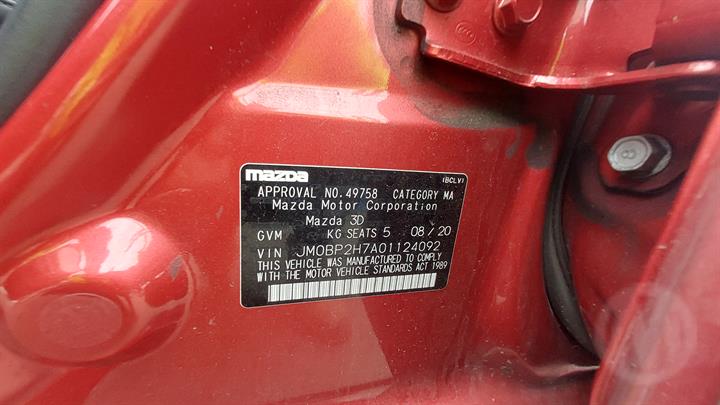 mazda (BCLV)
APPROVAL NO.49758 CATEGORY MA
Mazda Motor Corporation
Mazda 3D
GVM KG SEATS 5 08/20
VIN JM0BP2H7A01124092
THIS VEHICLE WAS MANUFACTURED TO COMPLY
WITH THE MOTOR VEHICLE STANDARDS ACT 1989
8